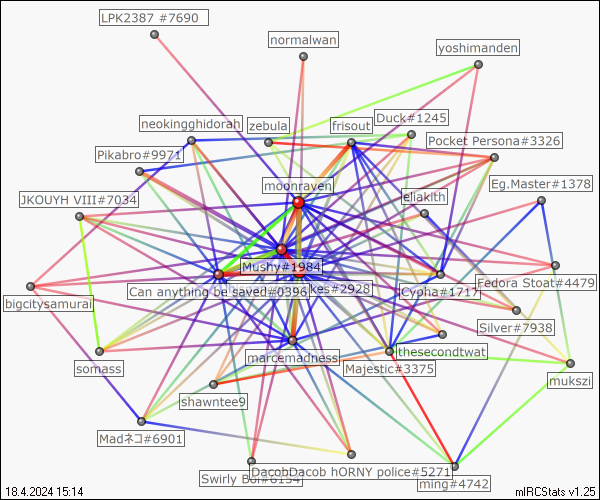 LPK2387 #7690
normalwan
yoshimanden
neokingghidorah
zebula
frisout
Duck#1245
Pocket Persona#3326
Pikabro#9971
moonraven
eliakith
Eg.Master#1378
JKOUYH VIII#7034
Mushy#1984
bigcitysamurai
Can anything be saved#0396
kes#2928
Cypha#1717
Fedora Stoat#4479
Silver#7938
somass
marcemadness
thesecondtwat
Majestic#3375
mukszi
shawntee9
Madネコ#6901
Swirly Boi#6154
DacobDacob hORNY police#5271
ming#4742
18.4.2024 15:14
mIRCStats v1.25